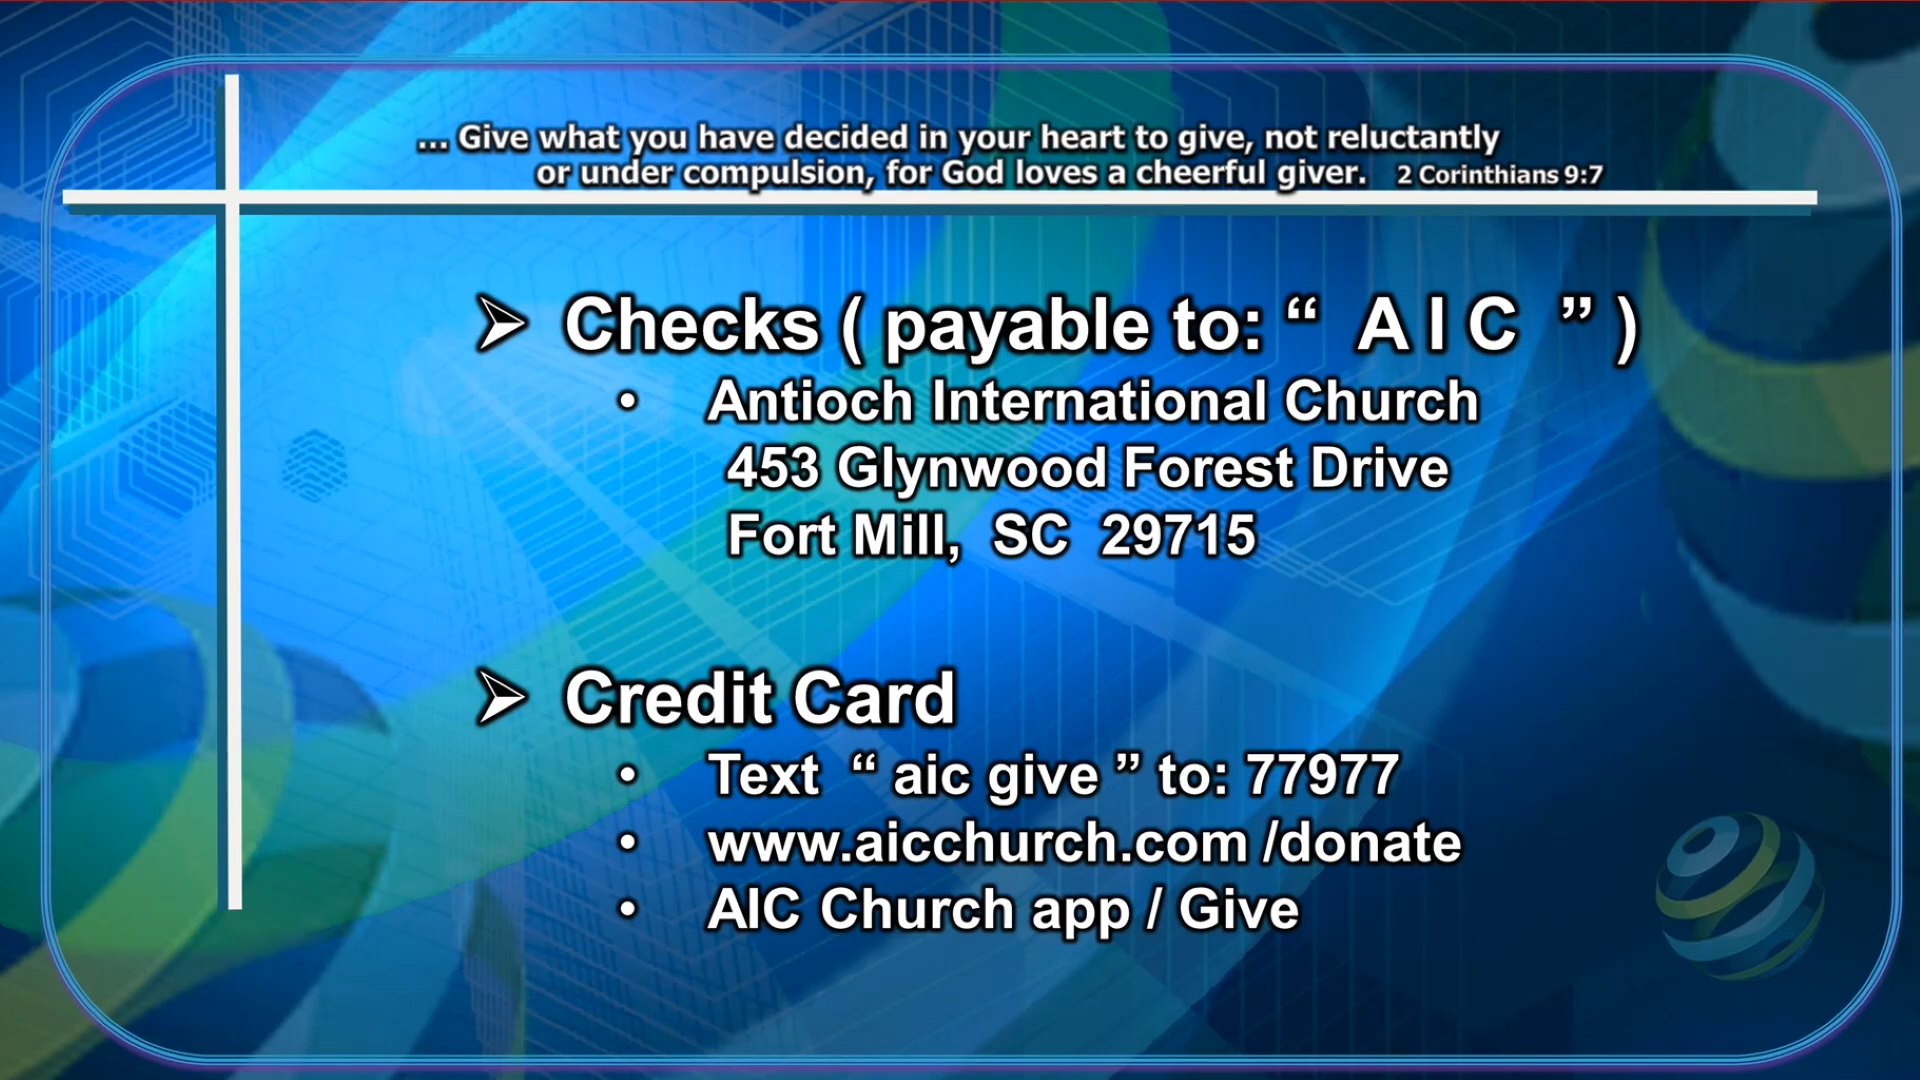 ... Give what you have decided in your heart to give, not reluctantly
or under compulsion, for God loves a cheerful giver. 2 Corinthians 9:7
➢ Checks ( payable to: “ A I C ” )
• Antioch International Church
453 Glynwood Forest Drive
Fort Mill, SC 29715
➢ Credit Card
• Text “ aic give ” to: 77977
• www.aicchurch.com /donate
• AIC Church app / Give